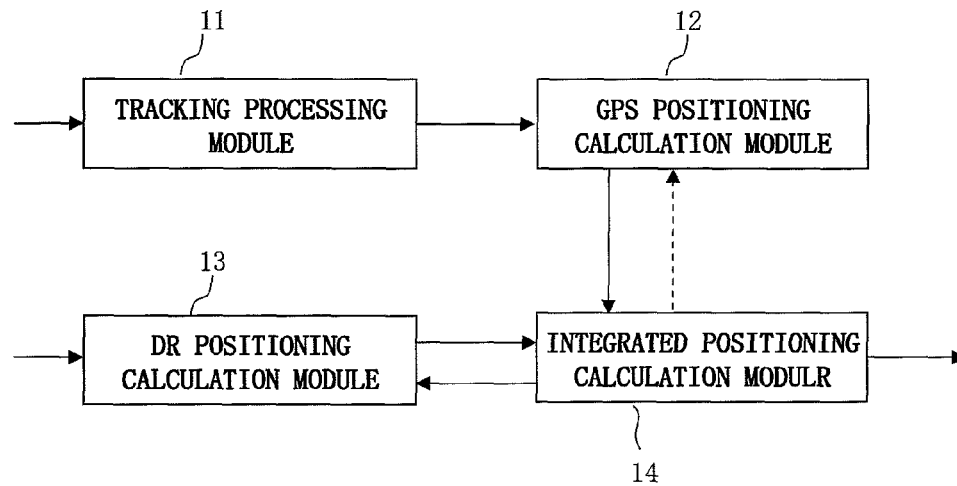 11
12
TRACKING PROCESSING
MODULE
GPS POSITIONING
CALCULATION MODULE
13
DR POSITIONING
CALCULATION MODULE
INTEGRATED POSITIONING
CALCULATION MODULR
14